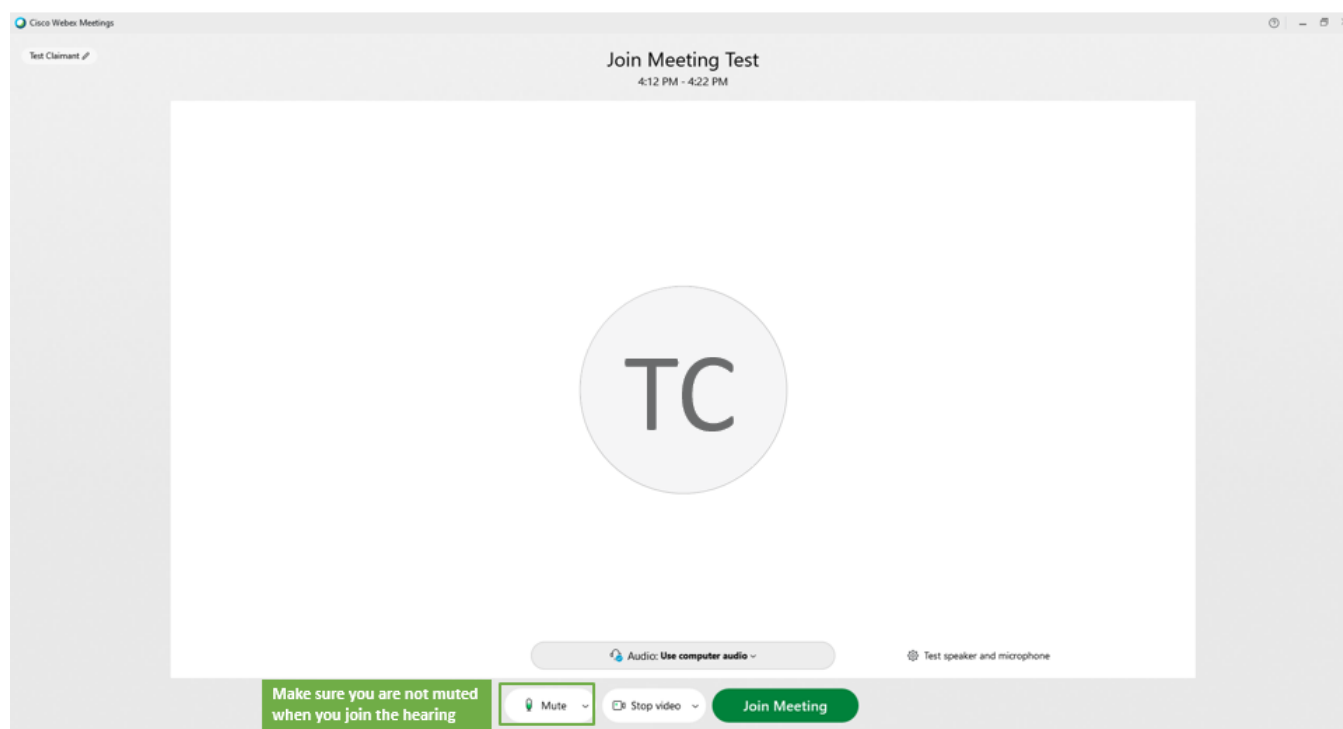 Cisco Webex Meetings
Test Claimant
Join Meeting Test
4:12 PM - 4:22 PM
TC
Audio: Use computer audio
Test speaker and microphone
Make sure you are not muted
when you join the hearing
Mute
Stop video
Join Meeting